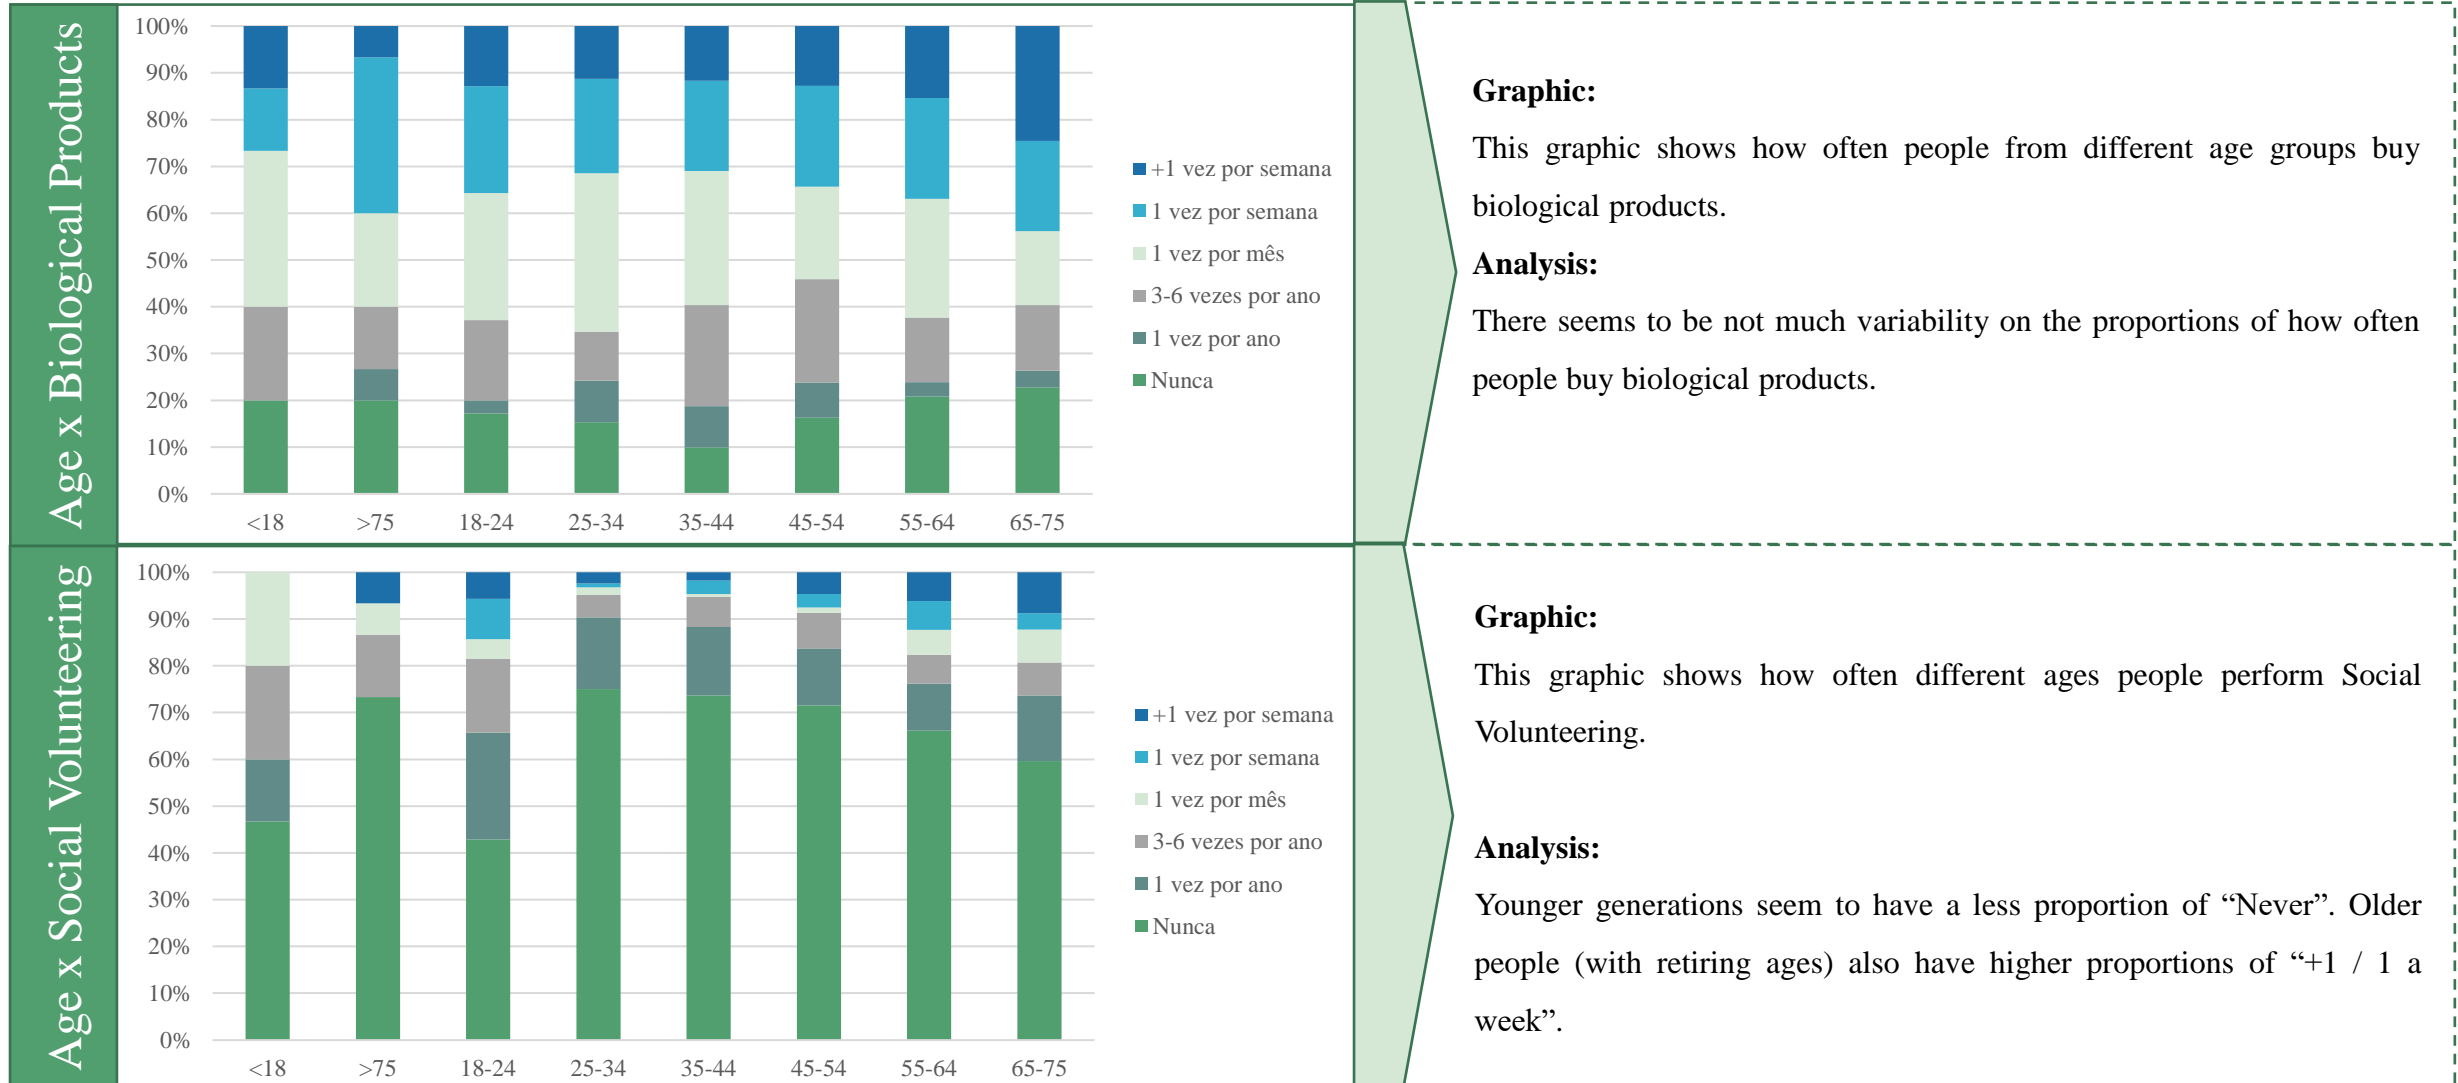 Age x Biological Products
100%
90%
80%
70%
60%
50%
40%
30%
20%
10%
0%
<18 >75 18-24 25-34 35-44 45-54 55-64 65-75
+1 vez por semana
1 vez por semana
1 vez por mês
3-6 vezes por ano
1 vez por ano
Nunca
Graphic:
This graphic shows how often people from different age groups buy
biological products.
Analysis:
There seems to be not much variability on the proportions of how often
people buy biological products.
Age x Social Volunteering
100%
90%
80%
70%
60%
50%
40%
30%
20%
10%
0%
<18 >75 18-24 25-34 35-44 45-54 55-64 65-75
+1 vez por semana
1 vez por semana
1 vez por mês
3-6 vezes por ano
1 vez por ano
Nunca
Graphic:
This graphic shows how often different ages people perform Social
Volunteering.
Analysis:
Younger generations seem to have a less proportion of “Never”. Older
people (with retiring ages) also have higher proportions of “+1 / 1 a
week”.